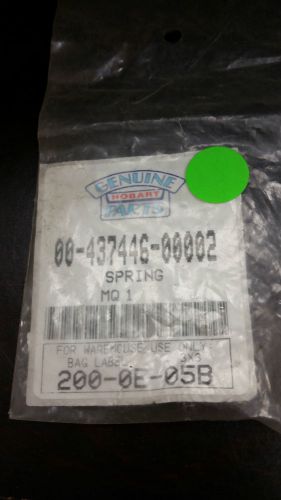 GENUINE
HOBART
PARTS
00-437446-00002
SPRING
MQ 1
FOR WAREHOUSE USE ONLY:
BAG LABEL: 3X3
200-0E-05B